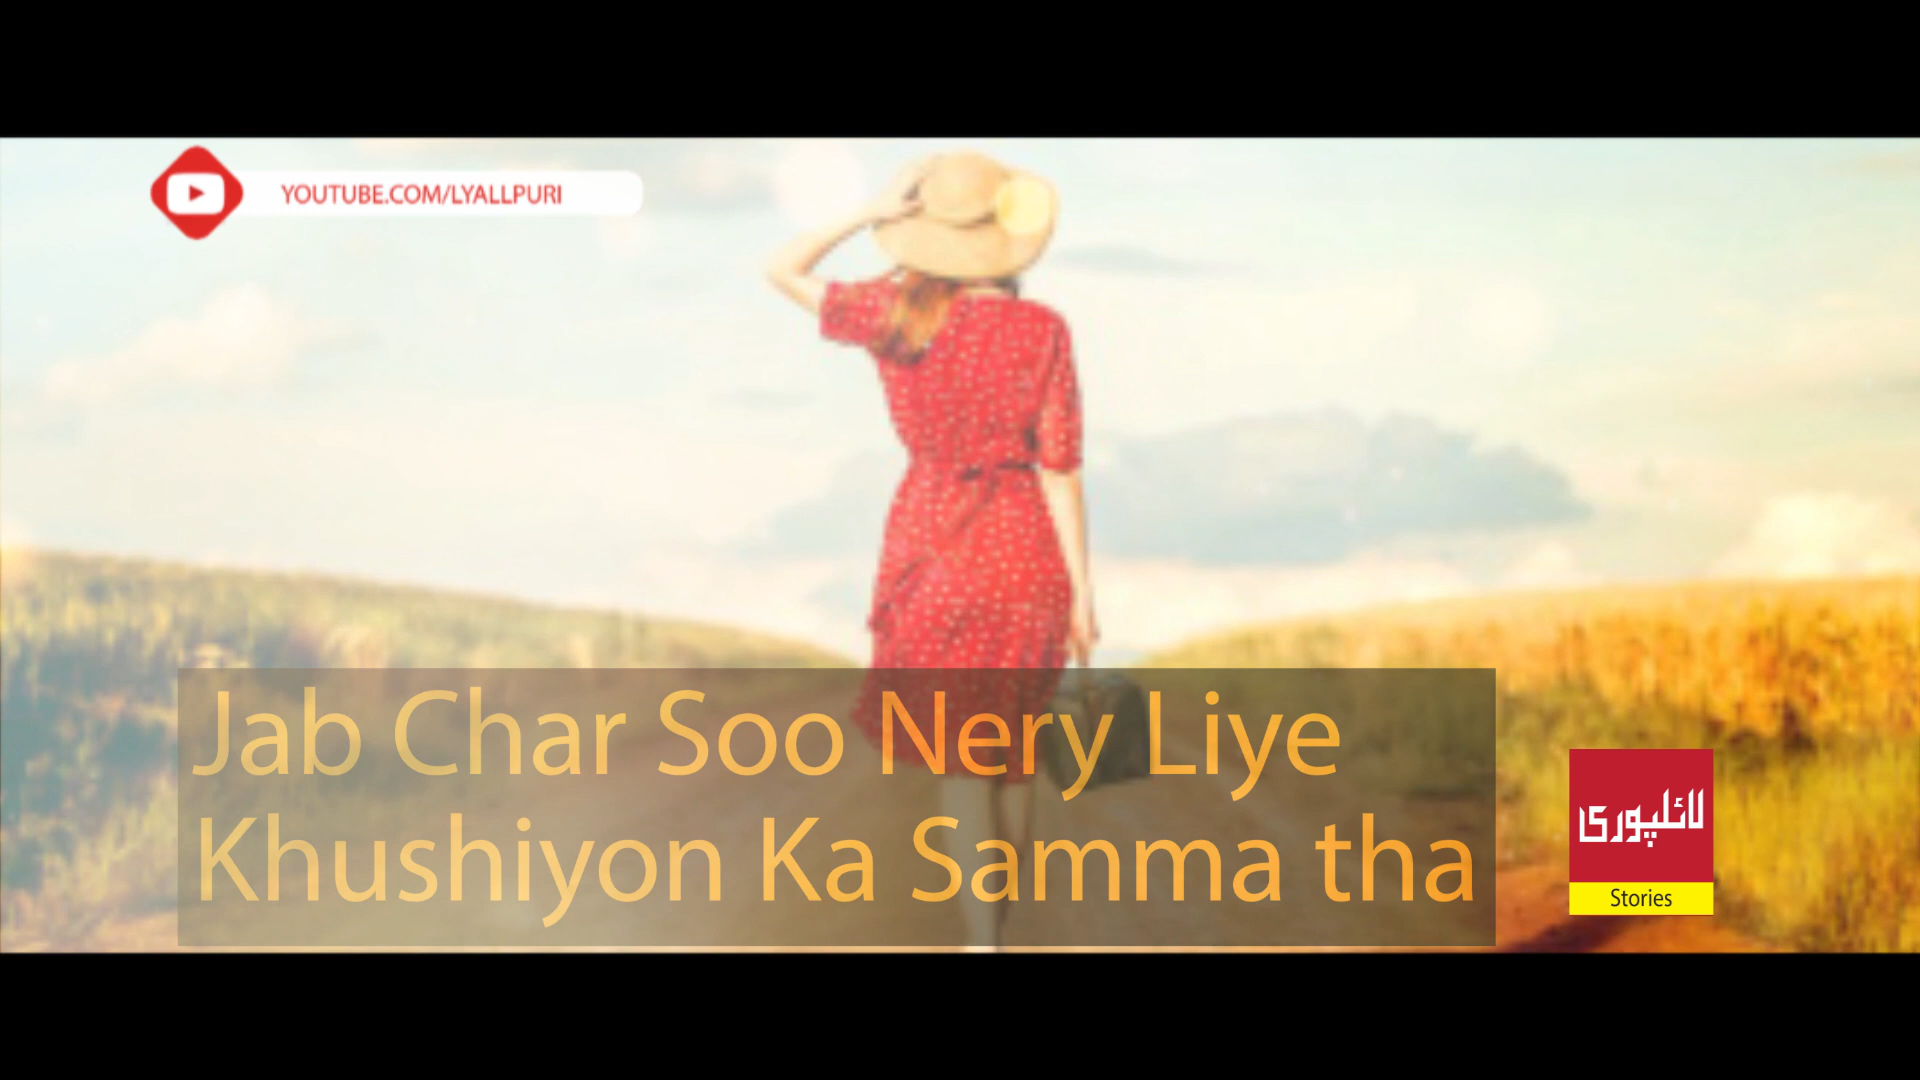 YOUTUBE.COM/LYALLPURI
Jab Char Soo Nery Liye
Khushiyon Ka Samma tha
لائلپوری
Stories